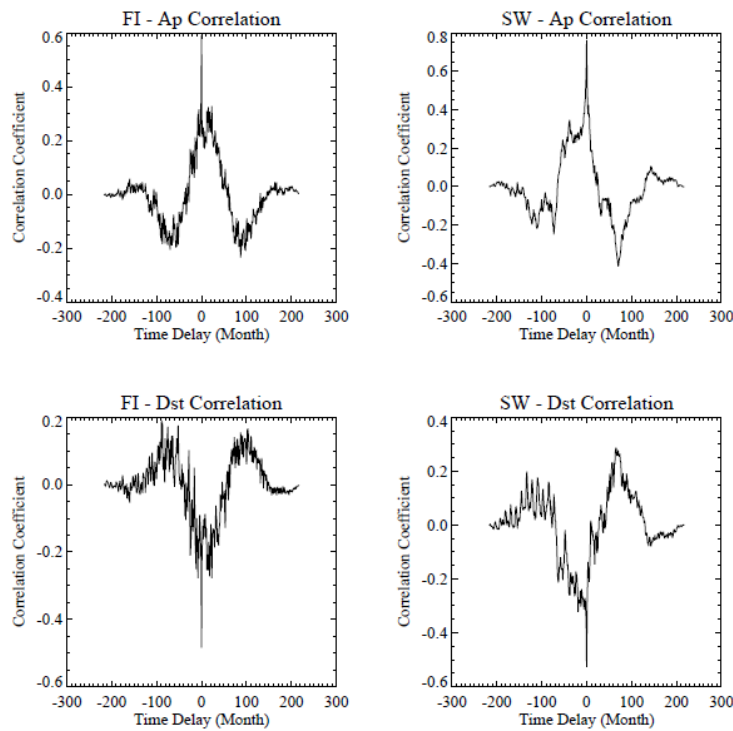 FI - Ap Correlation
0.6
0.4
0.2
0.0
-0.2
-0.4
Correlation Coefficient
-300 -200 -100 0 100 200 300
Time Delay (Month)
SW - Ap Correlation
0.8
0.6
0.4
0.2
0.0
-0.2
-0.4
-0.6
Correlation Coefficient
-300 -200 -100 0 100 200 300
Time Delay (Month)
FI - Dst Correlation
0.2
0.0
-0.2
-0.4
-0.6
Correlation Coefficient
-300 -200 -100 0 100 200 300
Time Delay (Month)
SW - Dst Correlation
0.4
0.2
0.0
-0.2
-0.4
-0.6
Correlation Coefficient
-300 -200 -100 0 100 200 300
Time Delay (Month)